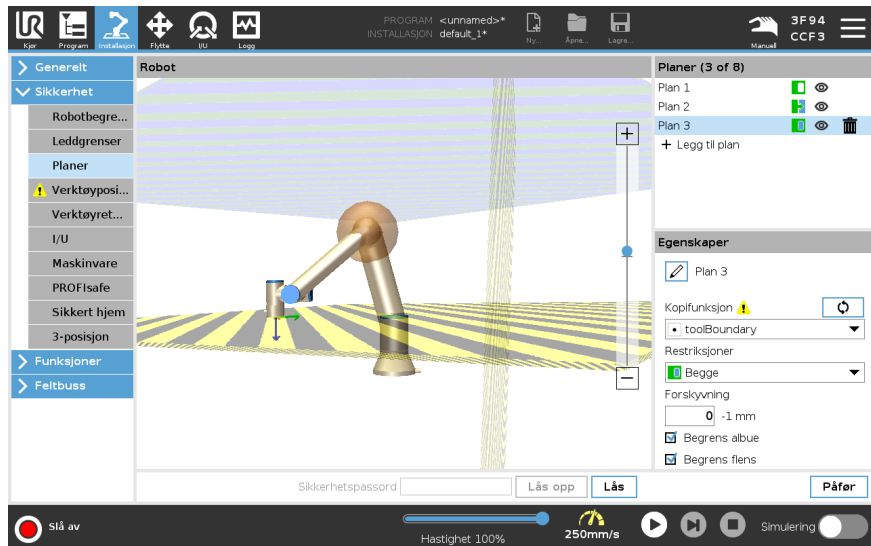 PROGRAM <unnamed>*
INSTALLASJON default_1*
Kjør Program Installasjon Flytte I/U Logg
Ny... Åpne... Lagre...
Manuell
3F94
CCF3
Generelt
Sikkerhet
Robotbegre...
Leddgrenser
Planer
Verktøyposi...
Verktøyret...
I/U
Maskinvare
PROFIsafe
Sikkert hjem
3-posisjon
Funksjoner
Feltbuss
Robot
Planer (3 of 8)
Plan 1
Plan 2
Plan 3
+ Legg til plan
Egenskaper
Plan 3
Kopifunksjon
toolBoundary
Restriksjoner
Begge
Forskyvning
0 -1 mm
Begrens albue
Begrens flens
Sikkerhetspassord Lås opp Lås
Påfør
Slå av
Hastighet 100%
250mm/s
Simulering